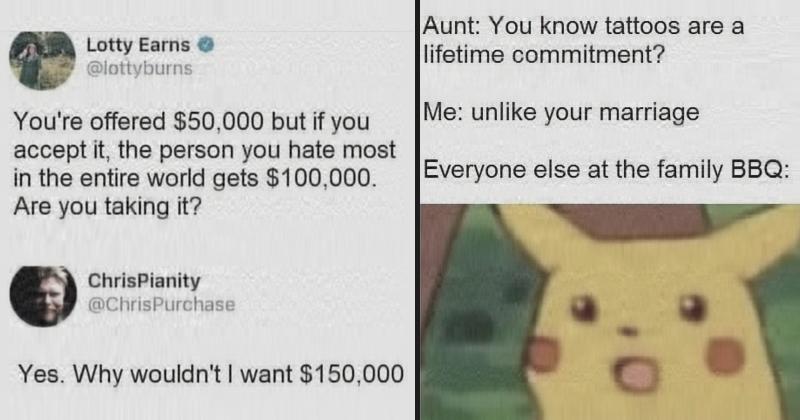 Lotty Earns
@lottyburns
You're offered $50,000 but if you
accept it, the person you hate most
in the entire world gets $100,000.
Are you taking it?
ChrisPianity
@ChrisPurchase
Yes. Why wouldn't I want $150,000
Aunt: You know tattoos are a
lifetime commitment?
Me: unlike your marriage
Everyone else at the family BBQ: